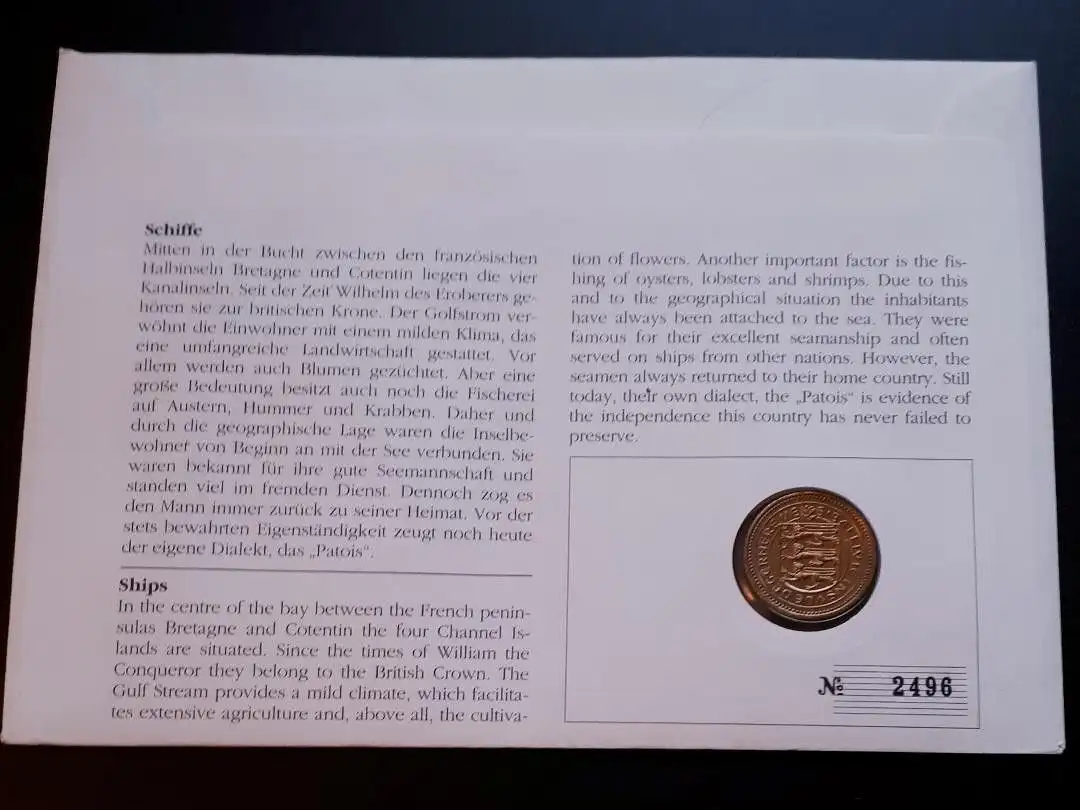 Schiffe
Mitten in der Bucht zwischen den französischen
Halbinseln Bretagne und Cotentin liegen die vier
Kanalinseln. Seit der Zeit Wilhelm des Eroberers ge-
hören sie zur britischen Krone. Der Golfstrom ver-
wöhnt die Einwohner mit einem milden Klima, das
eine umfangreiche Landwirtschaft gestattet. Vor
allem werden auch Blumen gezüchtet. Aber eine
große Bedeutung besitzt auch noch die Fischerei
auf Austern, Hummer und Krabben. Daher und
durch die geographische Lage waren die Inselbe-
wohner von Beginn an mit der See verbunden. Sie
waren bekannt für ihre gute Seemannschaft und
standen viel im fremden Dienst. Dennoch zog es
den Mann immer zurück zu seiner Heimat. Vor der
stets bewahrten Eigenständigkeit zeugt noch heute
der eigene Dialekt, das „Patois“.
Ships
In the centre of the bay between the French penin-
sulas Bretagne and Cotentin the four Channel Is-
lands are situated. Since the times of William the
Conqueror they belong to the British Crown. The
Gulf Stream provides a mild climate, which facilita-
tes extensive agriculture and, above all, the cultiva-
tion of flowers. Another important factor is the fis-
hing of oysters, lobsters and shrimps. Due to this
and to the geographical situation the inhabitants
have always been attached to the sea. They were
famous for their excellent seamanship and often
served on ships from other nations. However, the
seamen always returned to their home country. Still
today, their own dialect, the „Patois“ is evidence of
the independence this country has never failed to
preserve.
№ 2496